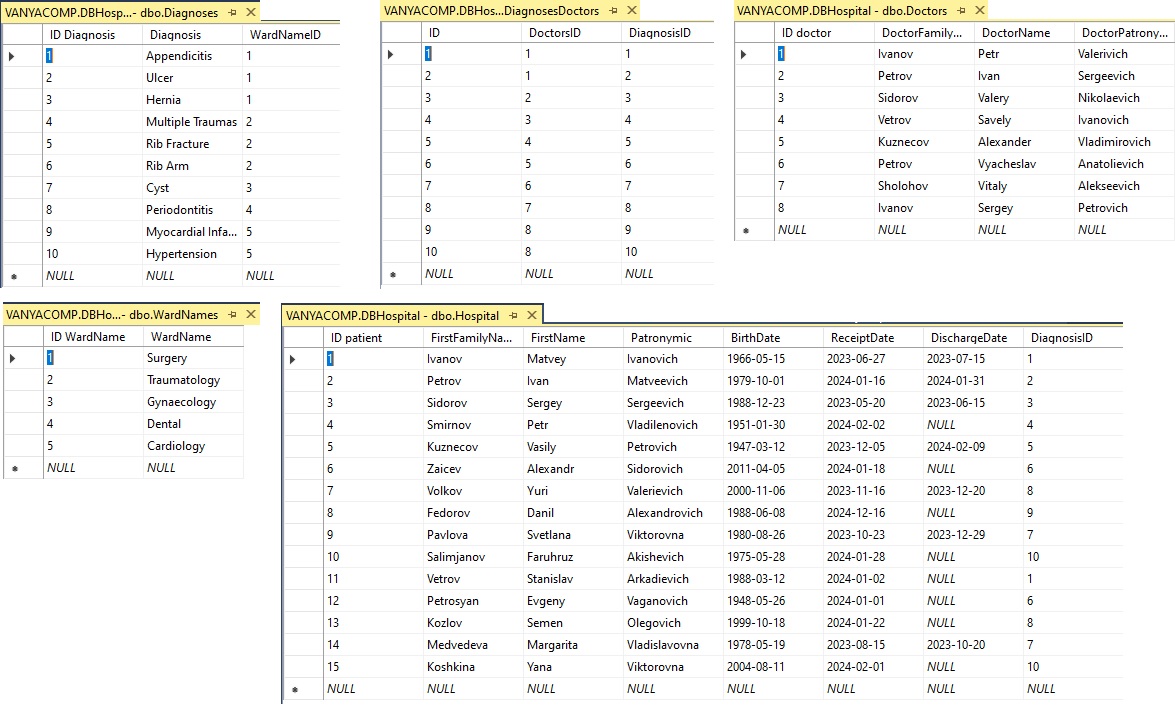 VANYACOMP.DBHosp...- dbo.Diagnoses
ID Diagnosis Diagnosis WardNameID
1 Appendicitis 1
2 Ulcer 1
3 Hernia 1
4 Multiple Traumas 2
5 Rib Fracture 2
6 Rib Arm 2
7 Cyst 3
8 Periodontitis 4
9 Myocardial Infa... 5
10 Hypertension 5
NULL NULL NULL
VANYACOMP.DBHos...DiagnosesDoctors
ID DoctorsID DiagnosisID
1 1 1
2 1 2
3 2 3
4 3 4
5 4 5
6 5 6
7 6 7
8 7 8
9 8 9
10 8 10
NULL NULL NULL
VANYACOMP.DBHospital - dbo.Doctors
ID doctor DoctorFamily... DoctorName DoctorPatrony...
1 Ivanov Petr Valerivich
2 Petrov Ivan Sergeevich
3 Sidorov Valery Nikolaevich
4 Vetrov Savely Ivanovich
5 Kuznecov Alexander Vladimirovich
6 Petrov Vyacheslav Anatolievich
7 Sholohov Vitaly Alekseevich
8 Ivanov Sergey Petrovich
NULL NULL NULL NULL
VANYACOMP.DBHo...- dbo.WardNames
ID WardName WardName
1 Surgery
2 Traumatology
3 Gynaecology
4 Dental
5 Cardiology
NULL NULL
VANYACOMP.DBHospital - dbo.Hospital
ID patient FirstFamilyNa... FirstName Patronymic BirthDate ReceiptDate DischargeDate DiagnosisID
1 Ivanov Matvey Ivanovich 1966-05-15 2023-06-27 2023-07-15 1
2 Petrov Ivan Matveevich 1979-10-01 2024-01-16 2024-01-31 2
3 Sidorov Sergey Sergeevich 1988-12-23 2023-05-20 2023-06-15 3
4 Smirnov Petr Vladilenovich 1951-01-30 2024-02-02 NULL 4
5 Kuznecov Vasily Petrovich 1947-03-12 2023-12-05 2024-02-09 5
6 Zaicev Alexandr Sidorovich 2011-04-05 2024-01-18 NULL 6
7 Volkov Yuri Valerievich 2000-11-06 2023-11-16 2023-12-20 8
8 Fedorov Danil Alexandrovich 1988-06-08 2024-12-16 NULL 9
9 Pavlova Svetlana Viktorovna 1980-08-26 2023-10-23 2023-12-29 7
10 Salimjanov Faruhruz Akishevich 1975-05-28 2024-01-28 NULL 10
11 Vetrov Stanislav Arkadievich 1988-03-12 2024-01-02 NULL 1
12 Petrosyan Evgeny Vaganovich 1948-05-26 2024-01-01 NULL 6
13 Kozlov Semen Olegovich 1999-10-18 2024-01-22 NULL 8
14 Medvedeva Margarita Vladislavovna 1978-05-19 2023-08-15 2023-10-20 7
15 Koshkina Yana Viktorovna 2004-08-11 2024-02-01 NULL 10
NULL NULL NULL NULL NULL NULL NULL NULL